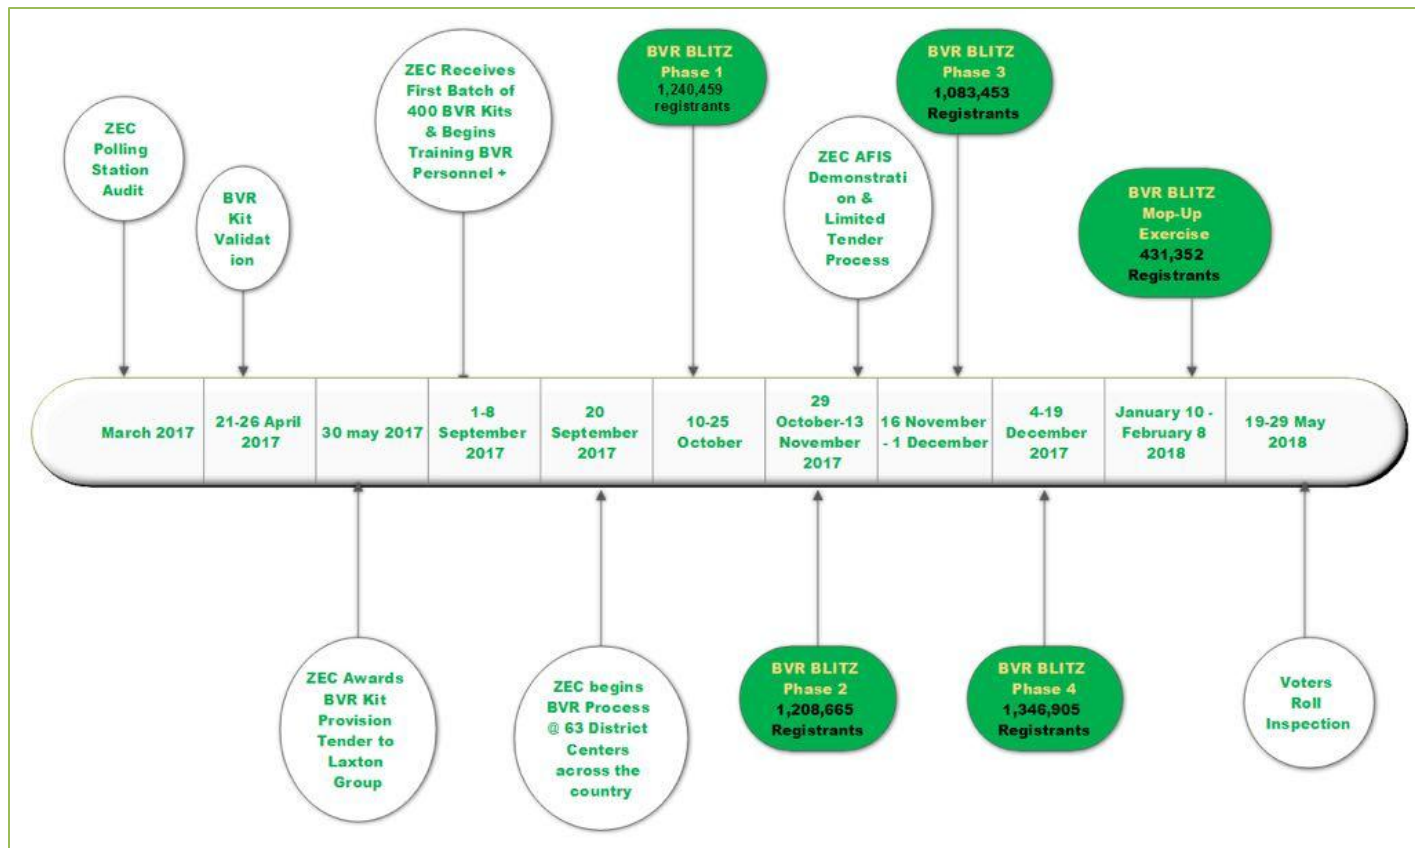 ZEC
Polling
Station
Audit
BVR
Kit
Validat
ion
ZEC Receives
First Batch of
400 BVR Kits
& Begins
Training BVR
Personnel +
BVR BLITZ
Phase 1
1,240,459
registrants
ZEC AFIS
Demonstrati
on &
Limited
Tender
Process
BVR BLITZ
Phase 3
1,083,453
Registrants
BVR BLITZ
Mop-Up
Exercise
431,352
Registrants
March 2017
21-26 April
2017
30 may 2017
1-8
September
2017
20
September
2017
10-25
October
29
October-13
November
2017
16 November
- 1 December
4-19
December
2017
January 10 -
February 8
2018
19-29 May
2018
ZEC Awards
BVR Kit
Provision
Tender to
Laxton
Group
ZEC begins
BVR Process
@ 63 District
Centers
across the
country
BVR BLITZ
Phase 2
1,208,665
Registrants
BVR BLITZ
Phase 4
1,346,905
Registrants
Voters
Roll
Inspection